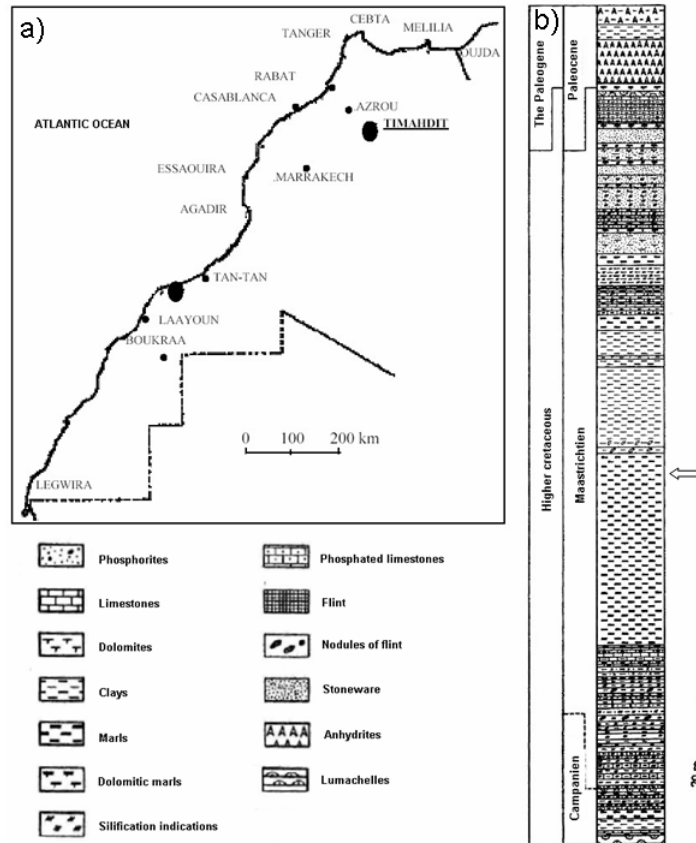 a)
CEBTA
TANGER
MELILIA
OUJDA
RABAT
CASABLANCA
.AZROU
ATLANTIC OCEAN
TIMAHDIT
ESSAOUIRA
.MARRAKECH
AGADIR
TAN-TAN
LAAYOUN
BOUKRAA
0 100 200 km
LEGWIRA
Phosphorites
Limestones
Dolomites
Clays
Marls
Dolomitic marls
Silification indications
Phosphated limestones
Flint
Nodules of flint
Stoneware
Anhydrites
Lumachelles
b)
The Paleogene
Paleocene
Higher cretaceous
Maastrichtien
Campanien
20 m